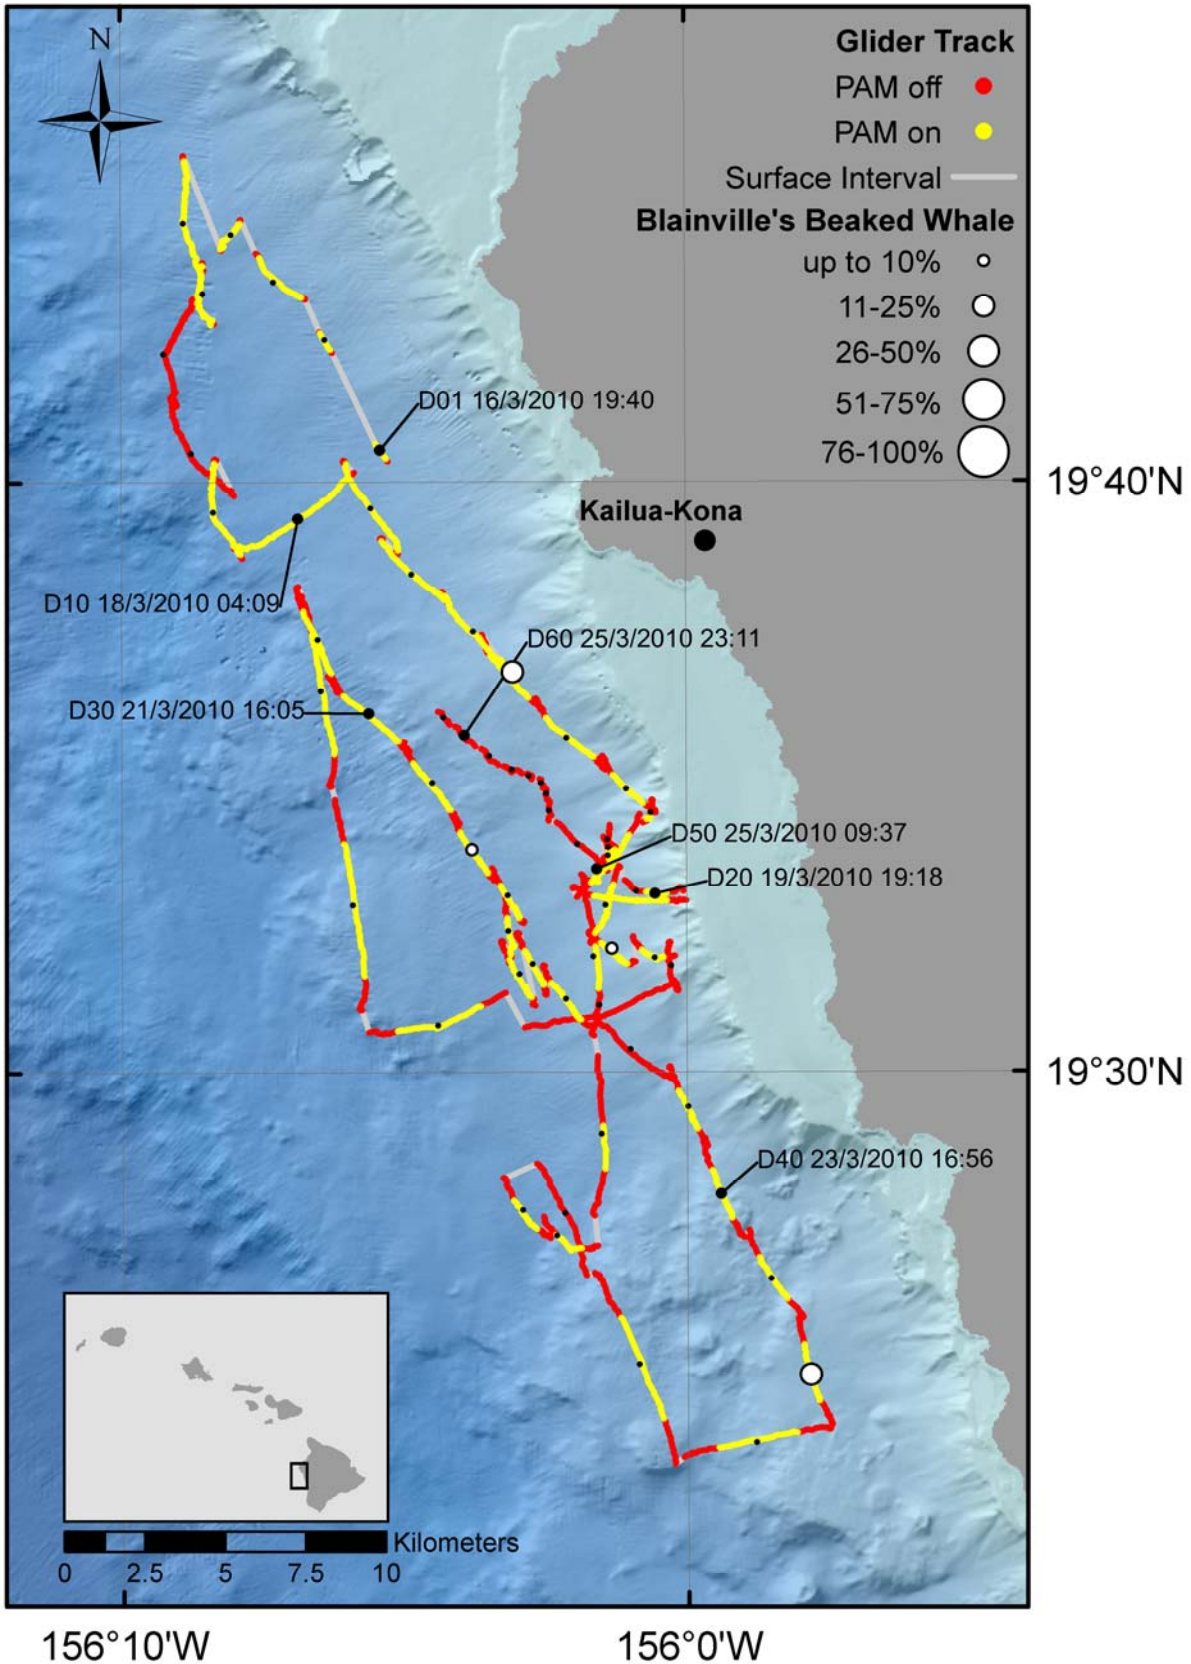 N
Glider Track
PAM off
PAM on
Surface Interval
Blainville's Beaked Whale
up to 10%
11-25%
26-50%
51-75%
76-100%
D01 16/3/2010 19:40
19°40'N
Kailua-Kona
D10 18/3/2010 04:09
D60 25/3/2010 23:11
D30 21/3/2010 16:05
D50 25/3/2010 09:37
D20 19/3/2010 19:18
19°30'N
D40 23/3/2010 16:56
Kilometers
0 2.5 5 7.5 10
156°10'W 156°0'W